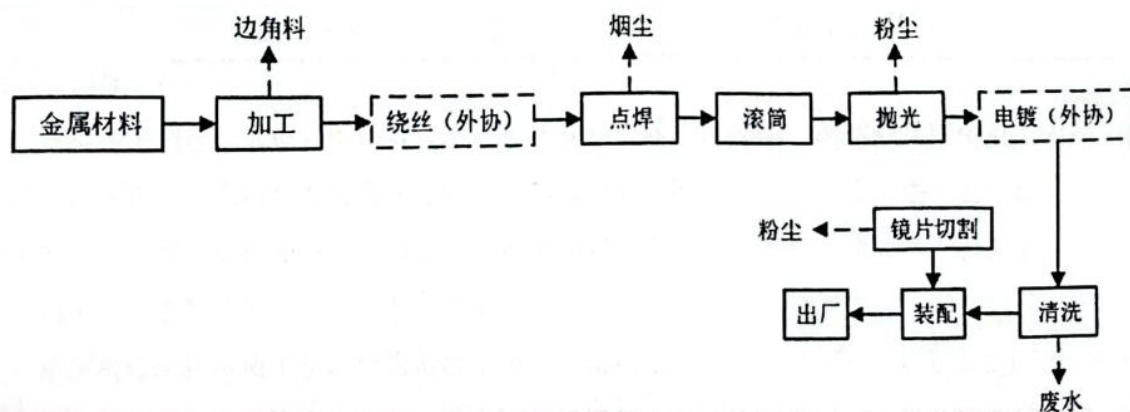 边角料
烟尘
粉尘
金属材料
加工
绕丝（外协）
点焊
滚筒
抛光
电镀（外协）
粉尘
镜片切割
出厂
装配
清洗
废水